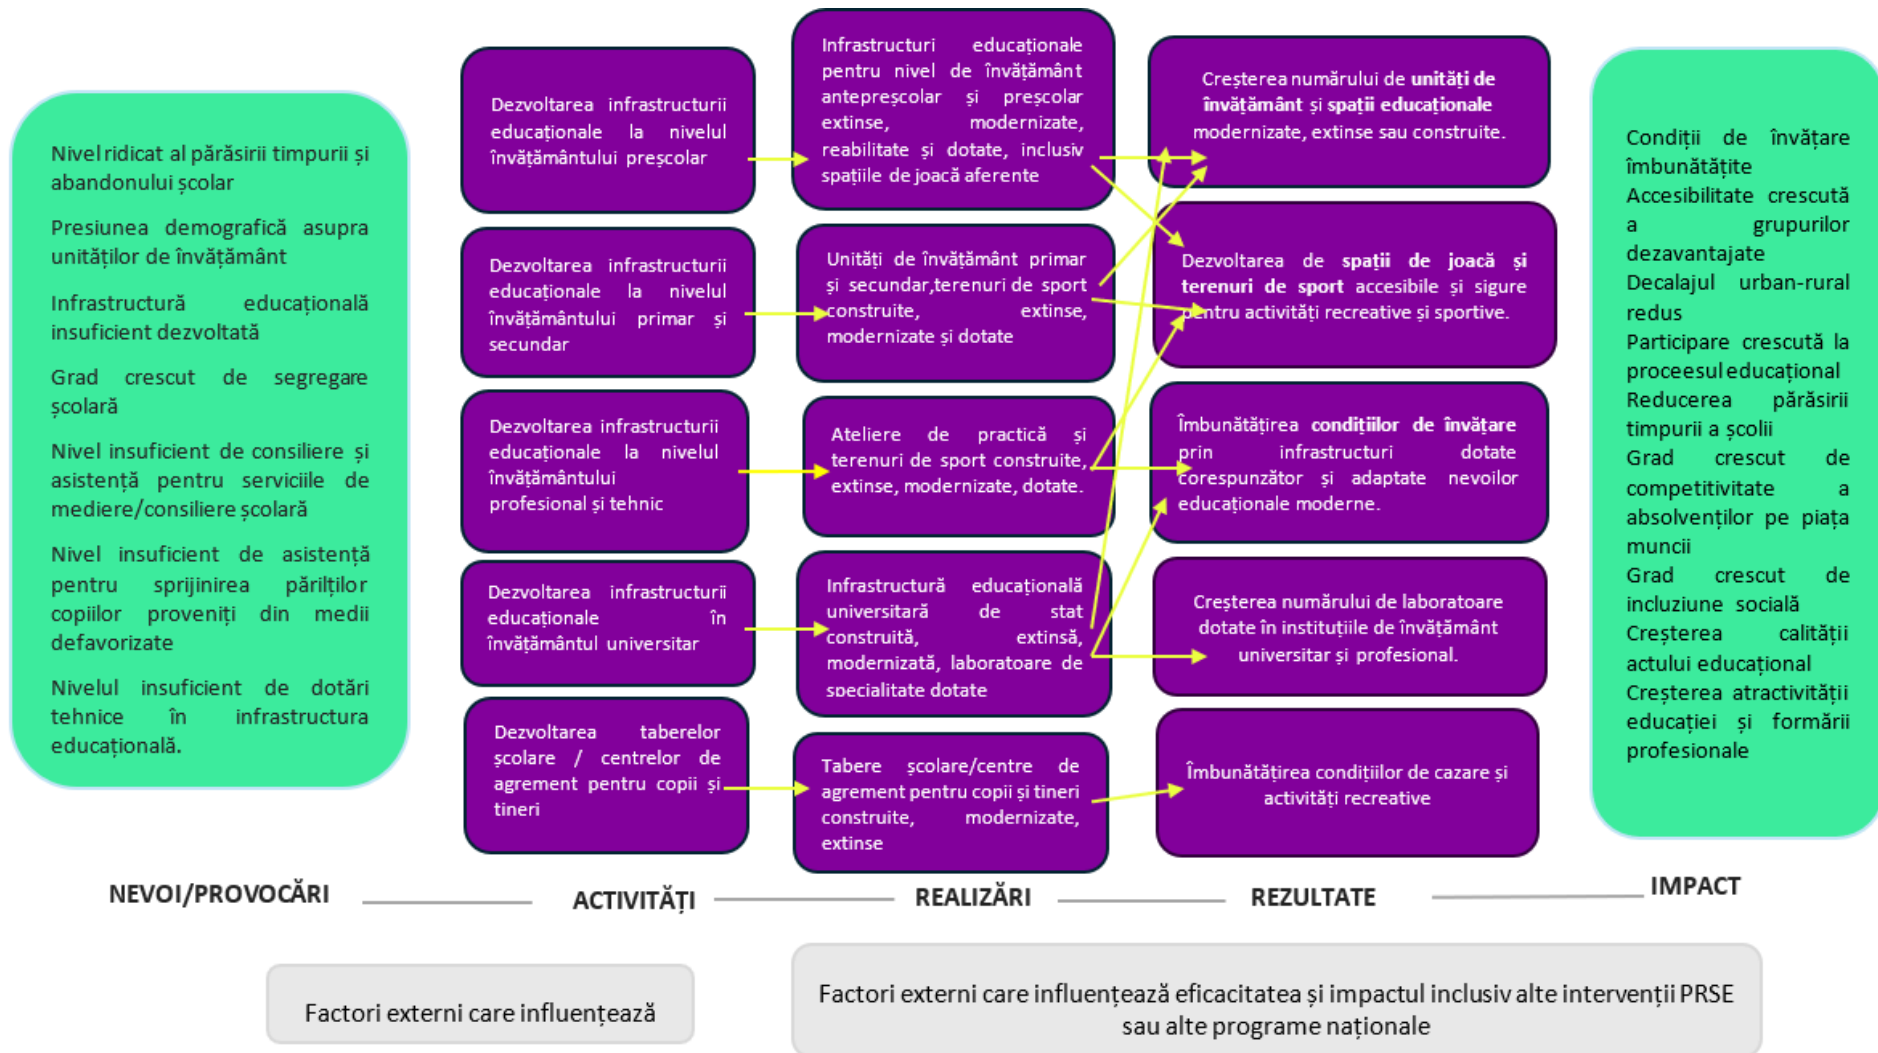 Nivel ridicat al părăsirii timpurii și
abandonului școlar
Presiunea demografică asupra
unităților de învățământ
Infrastructură educațională
insuficient dezvoltată
Grad crescut de segregare
școlară
Nivel insuficient de consiliere și
asistență pentru serviciile de
mediere/consiliere școlară
Nivel insuficient de asistență
pentru sprijinirea părilților
copiilor proveniți din medii
defavorizate
Nivelul insuficient de dotări
tehnice în infrastructura
educațională.
NEVOI/PROVOCĂRI
Dezvoltarea infrastructurii
educaționale la nivelul
învățământului preșcolar
Dezvoltarea infrastructurii
educaționale la nivelul
învățământului primar și
secundar
Dezvoltarea infrastructurii
educaționale la nivelul
învățământului
profesional și tehnic
Dezvoltarea infrastructurii
educaționale în
învățământul universitar
Dezvoltarea taberelor
școlare / centrelor de
agrement pentru copii și
tineri
ACTIVITĂȚI
Infrastructuri educaționale
pentru nivel de învățământ
antepreșcolar și preșcolar
extinse, modernizate,
reabilitate și dotate, inclusiv
spațiile de joacă aferente
Unități de învățământ primar
și secundar,terenuri de sport
construite, extinse,
modernizate și dotate
Ateliere de practică și
terenuri de sport construite,
extinse, modernizate, dotate.
Infrastructură educațională
universitară de stat
construită, extinsă,
modernizată, laboratoare de
specialitate dotate
Tabere școlare/centre de
agrement pentru copii și tineri
construite, modernizate,
extinse
REALIZĂRI
Creșterea numărului de unități de
învățământ și spații educaționale
modernizate, extinse sau construite.
Dezvoltarea de spații de joacă și
terenuri de sport accesibile și sigure
pentru activități recreative și sportive.
Îmbunătățirea condițiilor de învățare
prin infrastructuri dotate
corespunzător și adaptate nevoilor
educaționale moderne.
Creșterea numărului de laboratoare
dotate în instituțiile de învățământ
universitar și profesional.
Îmbunătățirea condițiilor de cazare și
activități recreative
REZULTATE
Condiții de învățare
îmbunătățite
Accesibilitate crescută
a grupurilor
dezavantajate
Decalajul urban-rural
redus
Participare crescută la
proceesul educațional
Reducerea părăsirii
timpurii a școlii
Grad crescut de
competitivitate a
absolvenților pe piața
muncii
Grad crescut de
incluziune socială
Creșterea calității
actului educațional
Creșterea atractivității
educației și formării
profesionale
IMPACT
Factori externi care influențează
Factori externi care influențează eficacitatea și impactul inclusiv alte intervenții PRSE
sau alte programe naționale